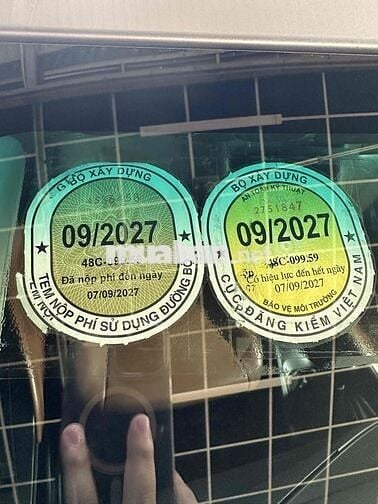 BỘ XÂY DỰNG
09/2027
Đã nộp phí đến ngày
07/09/2027
TEM NỘP PHÍ SỬ DỤNG ĐƯỜNG BỘ
BỘ XÂY DỰNG
AN TOÀN KỸ THUẬT
2751847
09/2027
48C-099.59
Có hiệu lực đến hết ngày
07/09/2027
BẢO VỆ MÔI TRƯỜNG
CỤC ĐĂNG KIỂM VIỆT NAM